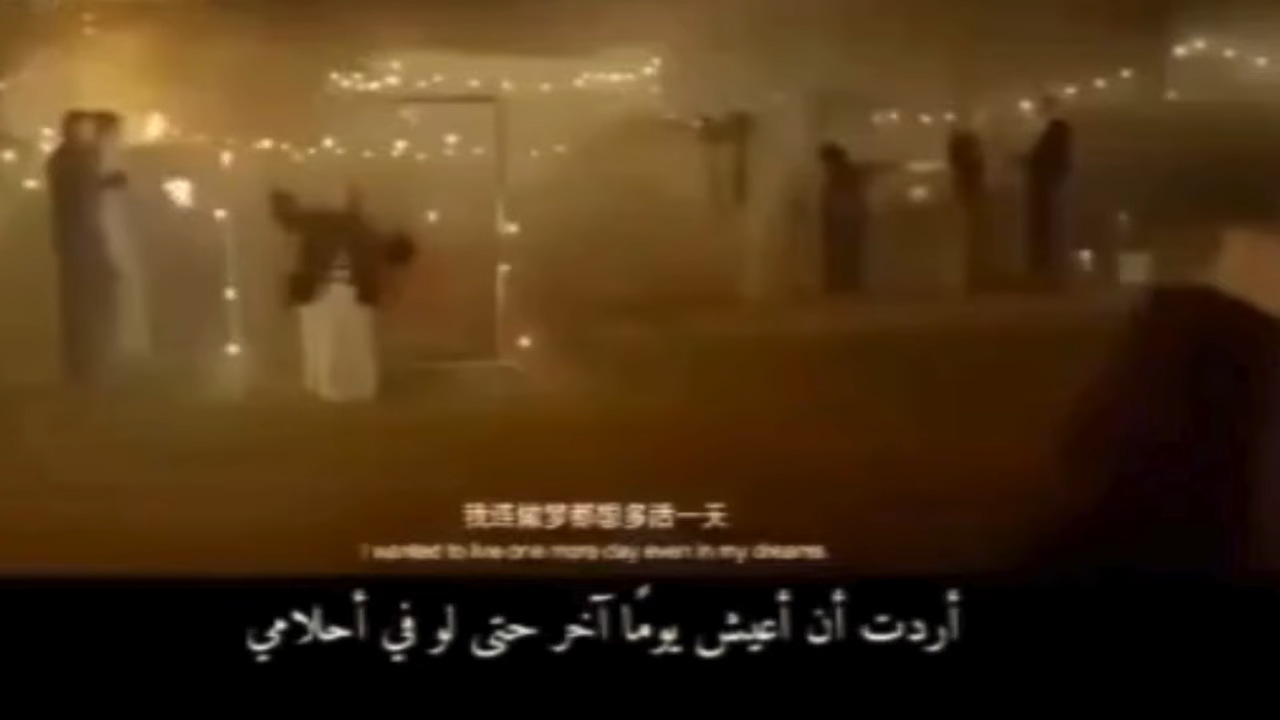 我连做梦都想多活一天
I wanted to live one more day even in my dreams.
أردت أن أعيش يومًا آخر حتى لو في أحلامي